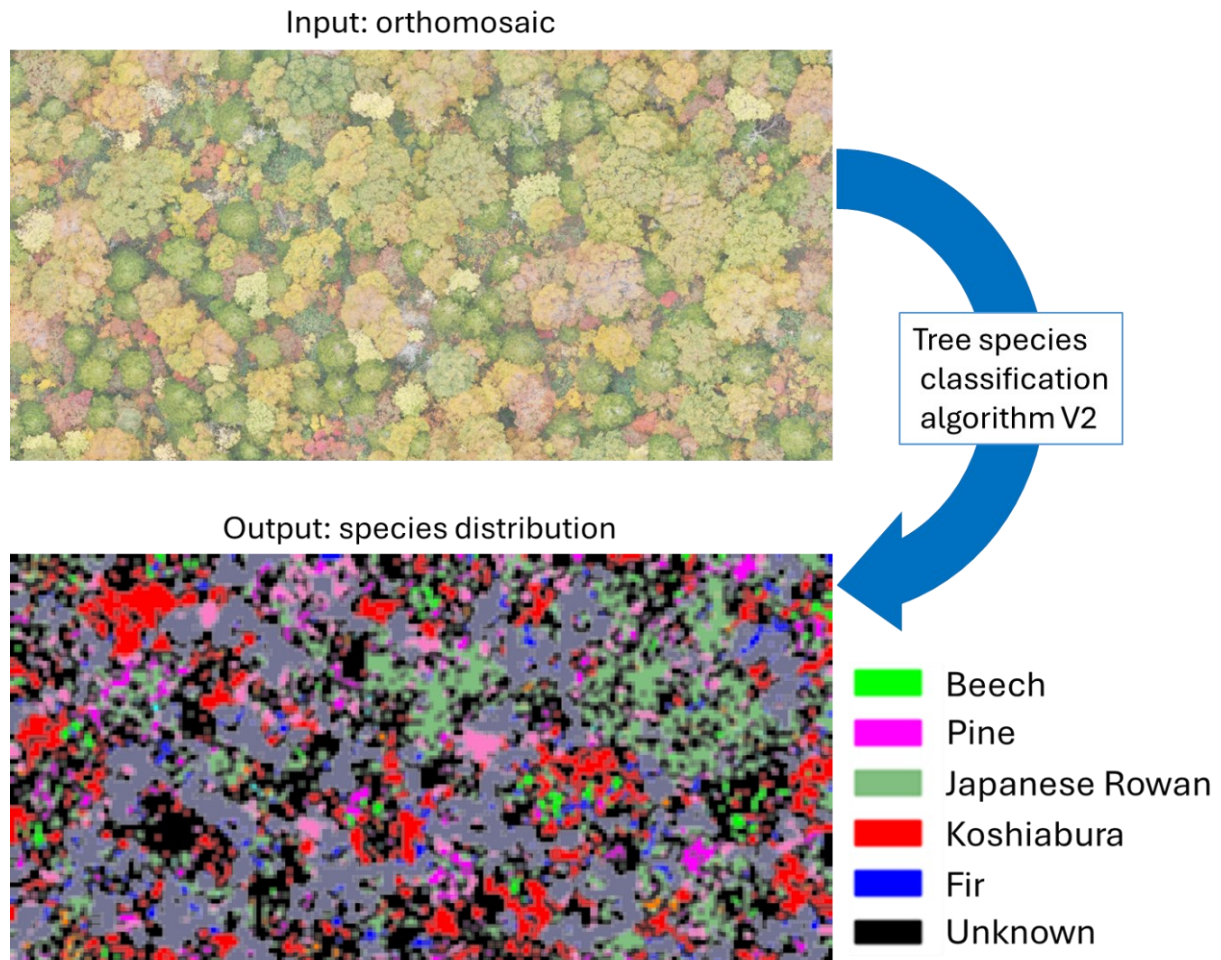 Input: orthomosaic
Tree species
classification
algorithm V2
Output: species distribution
Beech
Pine
Japanese Rowan
Koshiabura
Fir
Unknown